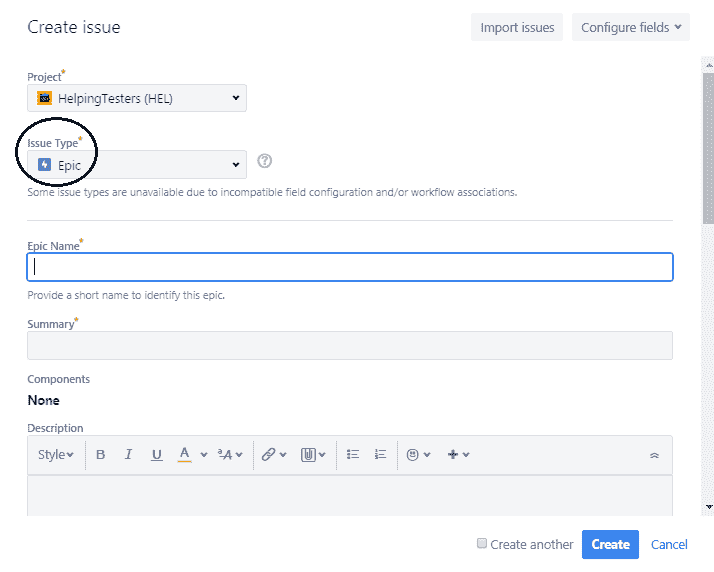 Create issue
Import issues
Configure fields
Project*
HelpingTesters (HEL)
Issue Type*
Epic
Some issue types are unavailable due to incompatible field configuration and/or workflow associations.
Epic Name*
Provide a short name to identify this epic.
Summary*
Components
None
Description
Style B I U A ᵃA
Create another
Create
Cancel